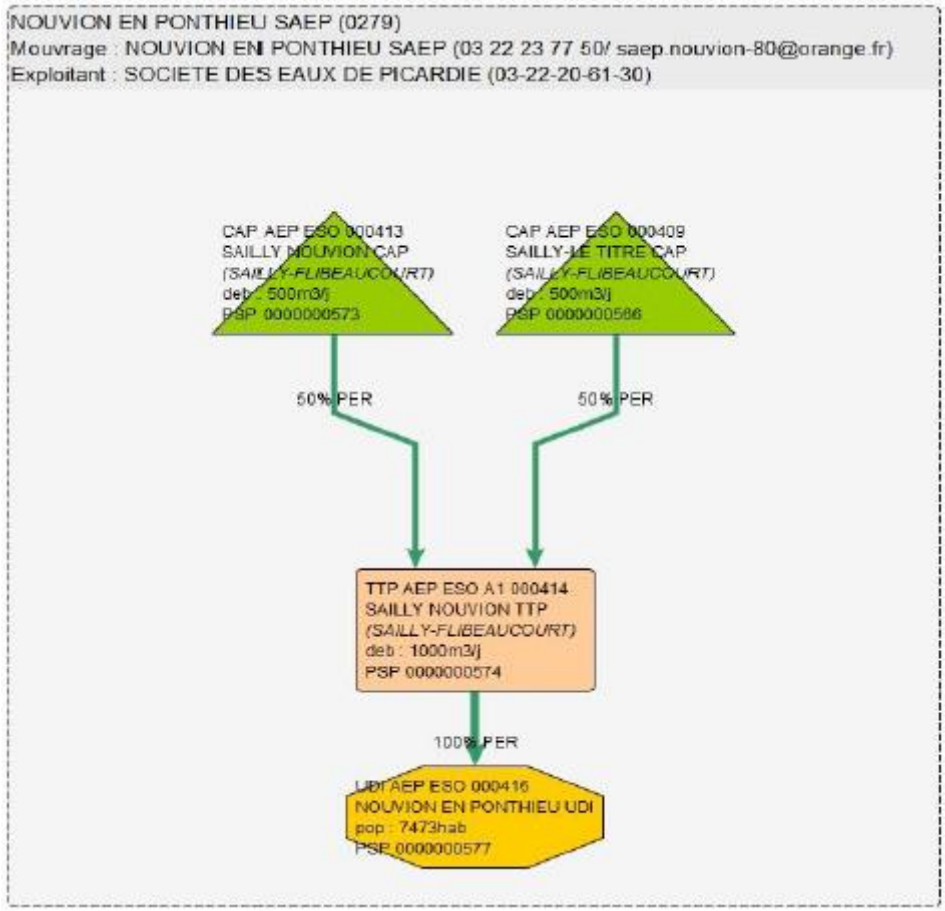 NOUVION EN PONTHIEU SAEP (0279)
Mouvrage : NOUVION EN PONTHIEU SAEP (03 22 23 77 50/ saep.nouvion-80@orange.fr)
Exploitant : SOCIETE DES EAUX DE PICARDIE (03-22-20-61-30)
CAP AEP ESO 000413
SAILLY NOUVION CAP
(SAILLY-FLIBEAUCOURT)
deb : 500m3/j
PSP 0000000573
CAP AEP ESO 000409
SAILLY-LE TITRE CAP
(SAILLY-FLIBEAUCOURT)
deb : 500m3/j
PSP 0000000566
50% PER
50% PER
TTP AEP ESO A1 000414
SAILLY NOUVION TTP
(SAILLY-FLIBEAUCOURT)
deb : 1000m3/j
PSP 0000000574
100% PER
UDI AEP ESO 000416
NOUVION EN PONTHIEU UDI
pop : 7473hab
PSP 0000000577